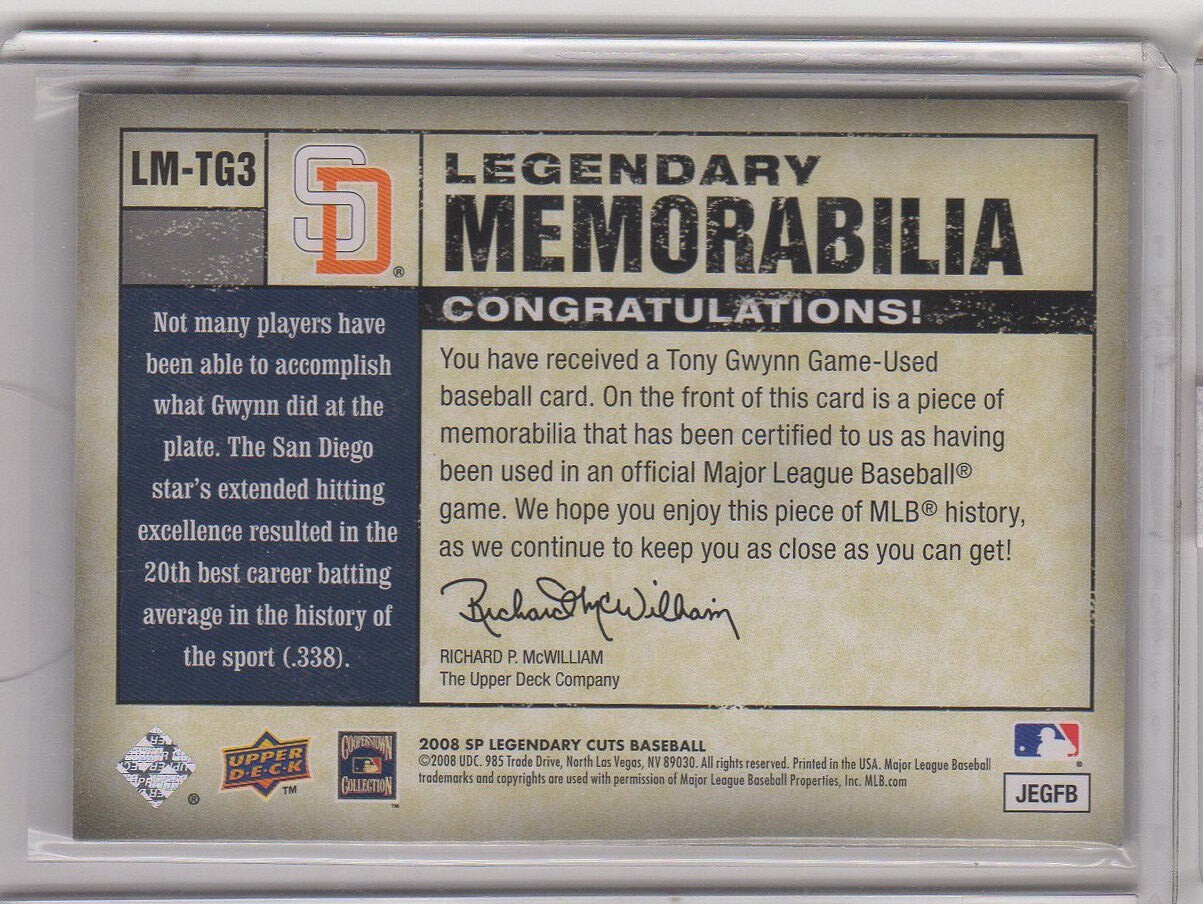 LM-TG3
SD®
LEGENDARY
MEMORABILIA
CONGRATULATIONS!
Not many players have
been able to accomplish
what Gwynn did at the
plate. The San Diego
star's extended hitting
excellence resulted in the
20th best career batting
average in the history of
the sport (.338).
You have received a Tony Gwynn Game-Used
baseball card. On the front of this card is a piece of
memorabilia that has been certified to us as having
been used in an official Major League Baseball®
game. We hope you enjoy this piece of MLB® history,
as we continue to keep you as close as you can get!
Richard McWilliam
RICHARD P. McWILLIAM
The Upper Deck Company
®
UPPER
D·E·C·K
TM
COOPERSTOWN
COLLECTION
TM
2008 SP LEGENDARY CUTS BASEBALL
©2008 UDC. 985 Trade Drive, North Las Vegas, NV 89030. All rights reserved. Printed in the USA. Major League Baseball
trademarks and copyrights are used with permission of Major League Baseball Properties, Inc. MLB.com
®
JEGFB